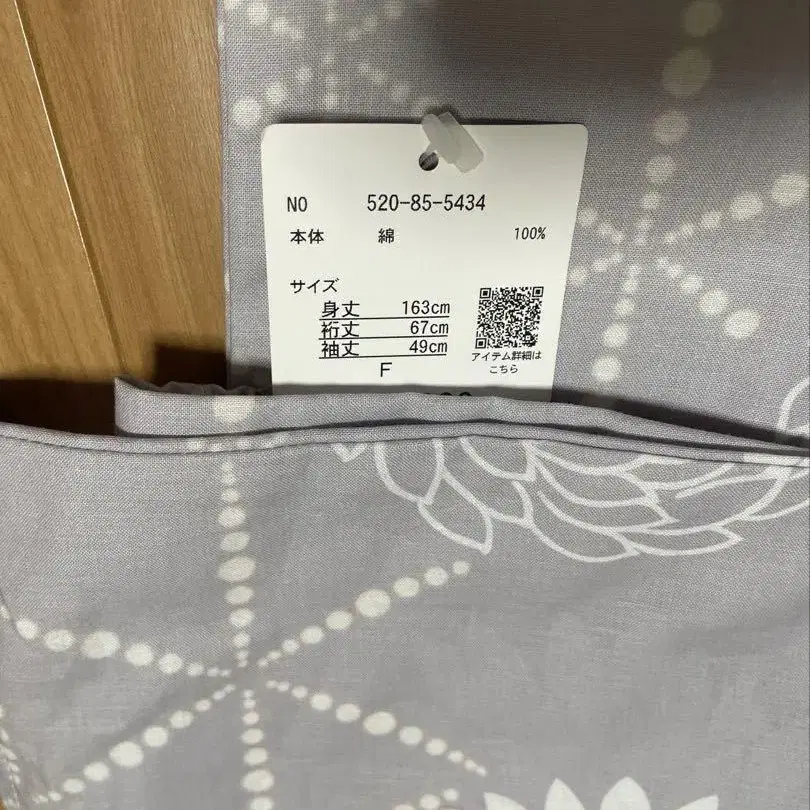 NO 520-85-5434
本体 綿 100%
サイズ
身丈 163cm
裄丈 67cm
袖丈 49cm
F
アイテム詳細は
こちら